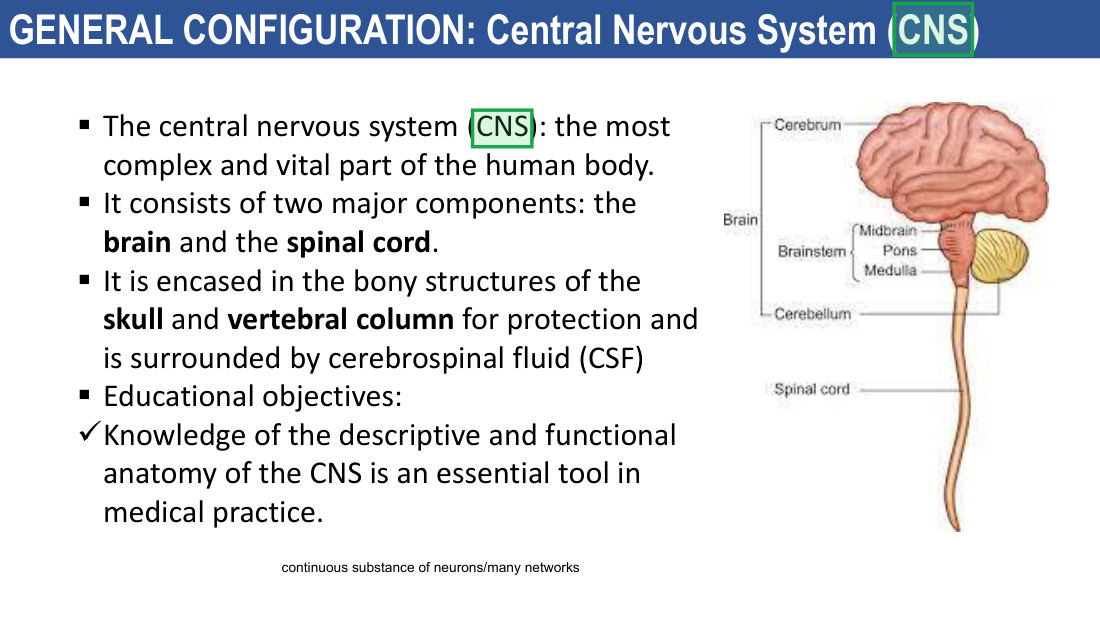 GENERAL CONFIGURATION: Central Nervous System (CNS)
▪ The central nervous system (CNS): the most
complex and vital part of the human body.
▪ It consists of two major components: the
brain and the spinal cord.
▪ It is encased in the bony structures of the
skull and vertebral column for protection and
is surrounded by cerebrospinal fluid (CSF)
▪ Educational objectives:
✓Knowledge of the descriptive and functional
anatomy of the CNS is an essential tool in
medical practice.
continuous substance of neurons/many networks
Cerebrum
Brain
Brainstem
Midbrain
Pons
Medulla
Cerebellum
Spinal cord